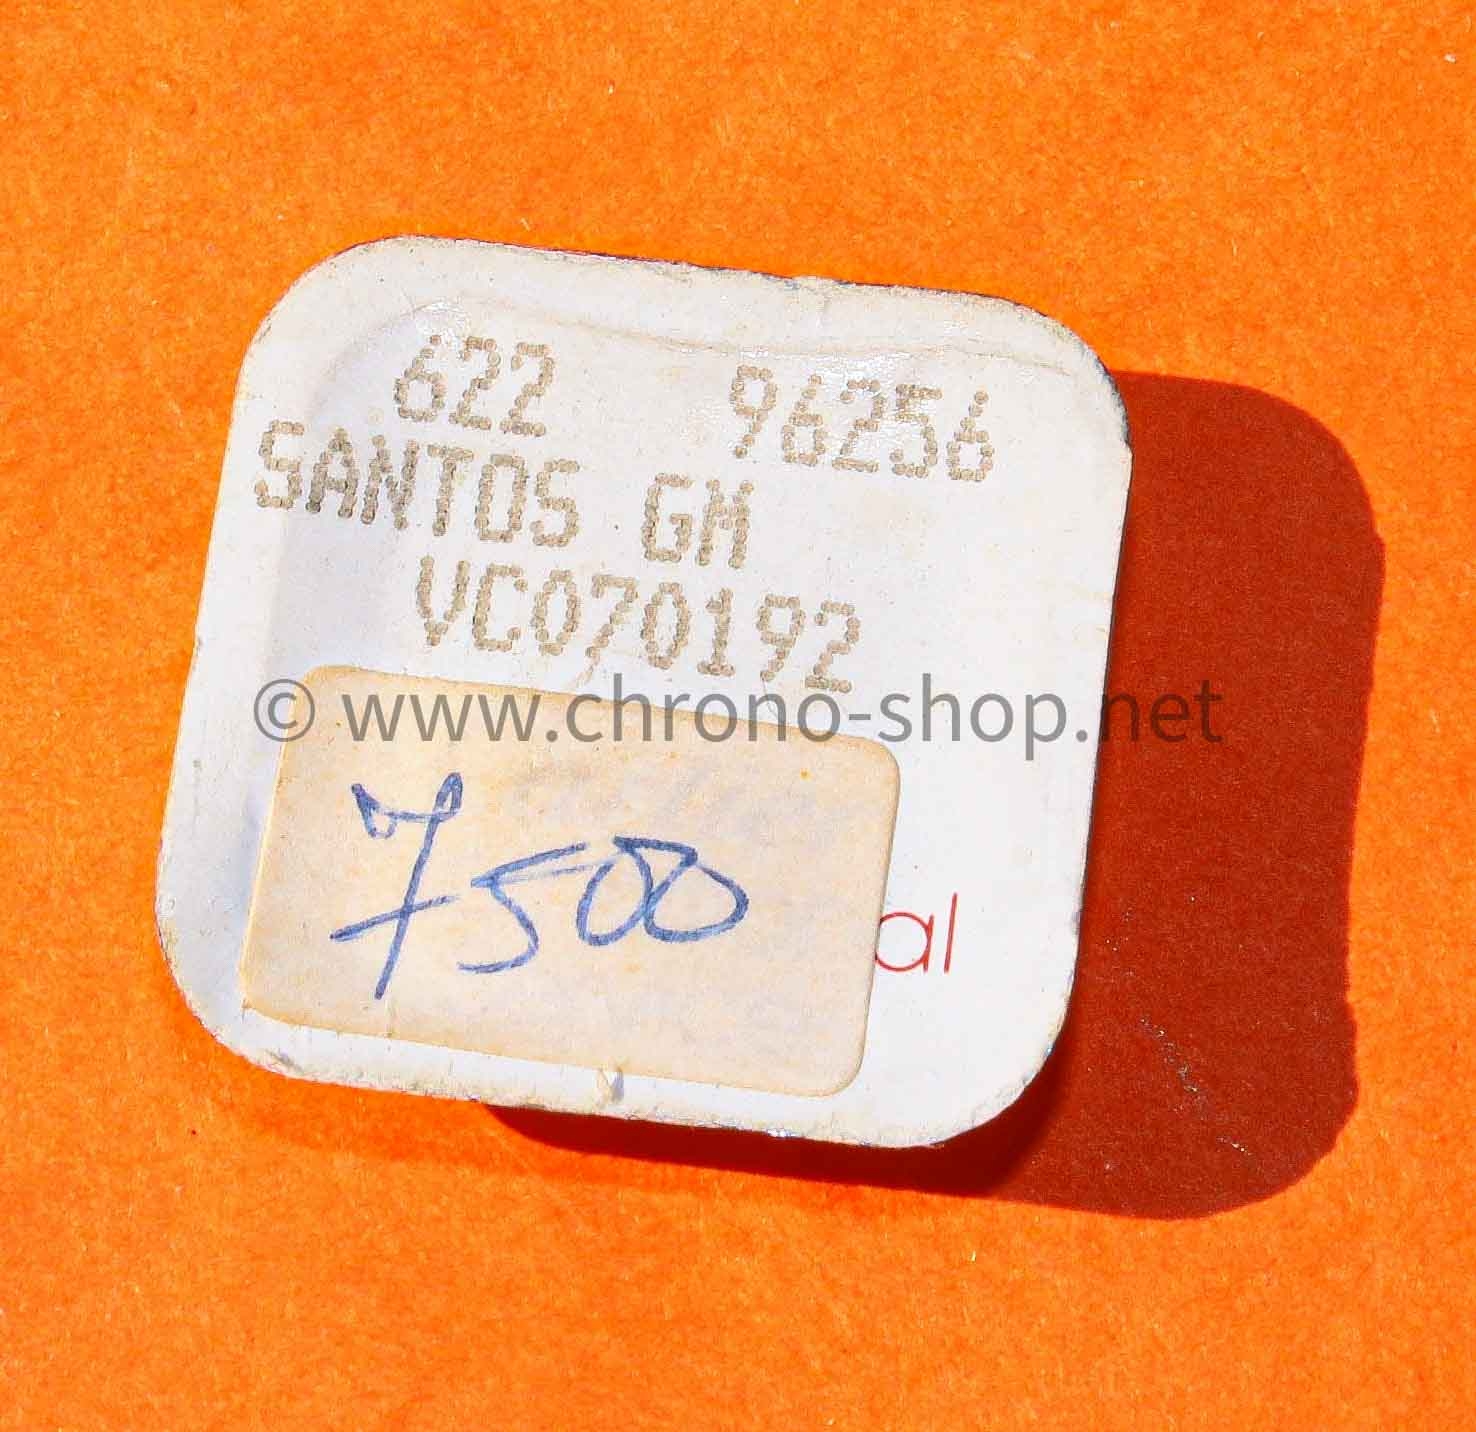 622 96256
SANTOS GM
VC070192
© www.chrono-shop.net
7500
al